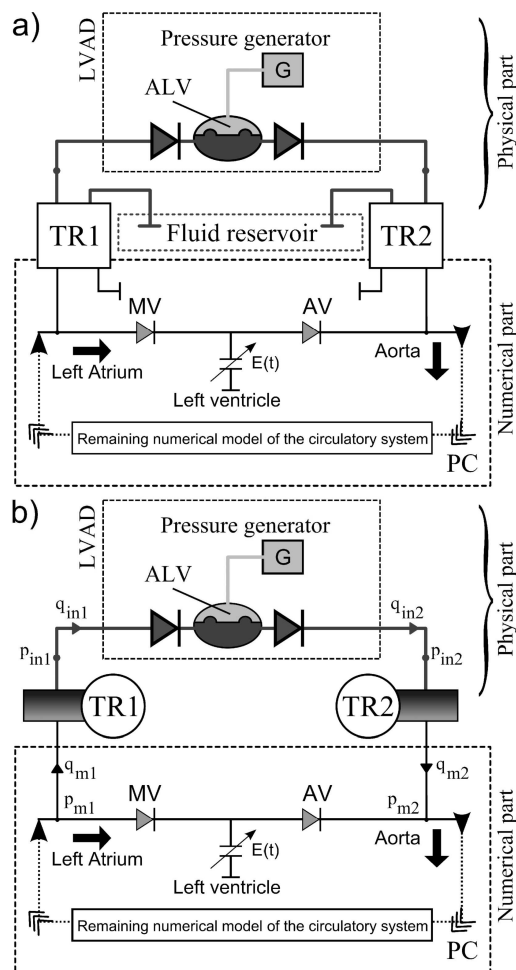 a)
LVAD
Pressure generator
G
ALV
Physical part
TR1
Fluid reservoir
TR2
MV
AV
Left Atrium
E(t)
Aorta
Left ventricle
Remaining numerical model of the circulatory system
PC
Numerical part
b)
LVAD
Pressure generator
G
ALV
Physical part
q_in1
q_in2
p_in1
p_in2
TR1
TR2
q_m1
q_m2
p_m1
MV
AV
p_m2
Left Atrium
E(t)
Aorta
Left ventricle
Remaining numerical model of the circulatory system
PC
Numerical part